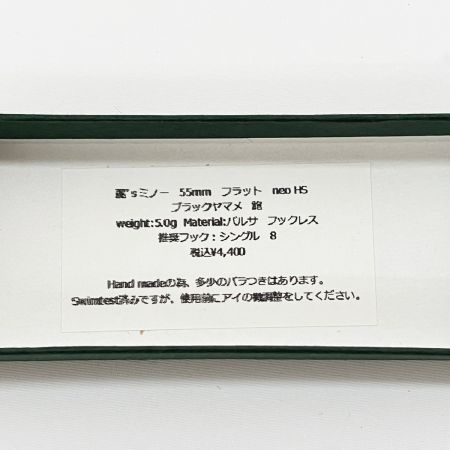 'sミノー 55mm フラット neo HS
ブラックヤマメ 鮑
weight:5.0g Material:バルサ フックレス
推奨フック：シングル 8
税込¥4,400
Hand madeの為、多少のバラつきはあります。
Swimtest済みですが、使用前にアイの微調整をしてください。